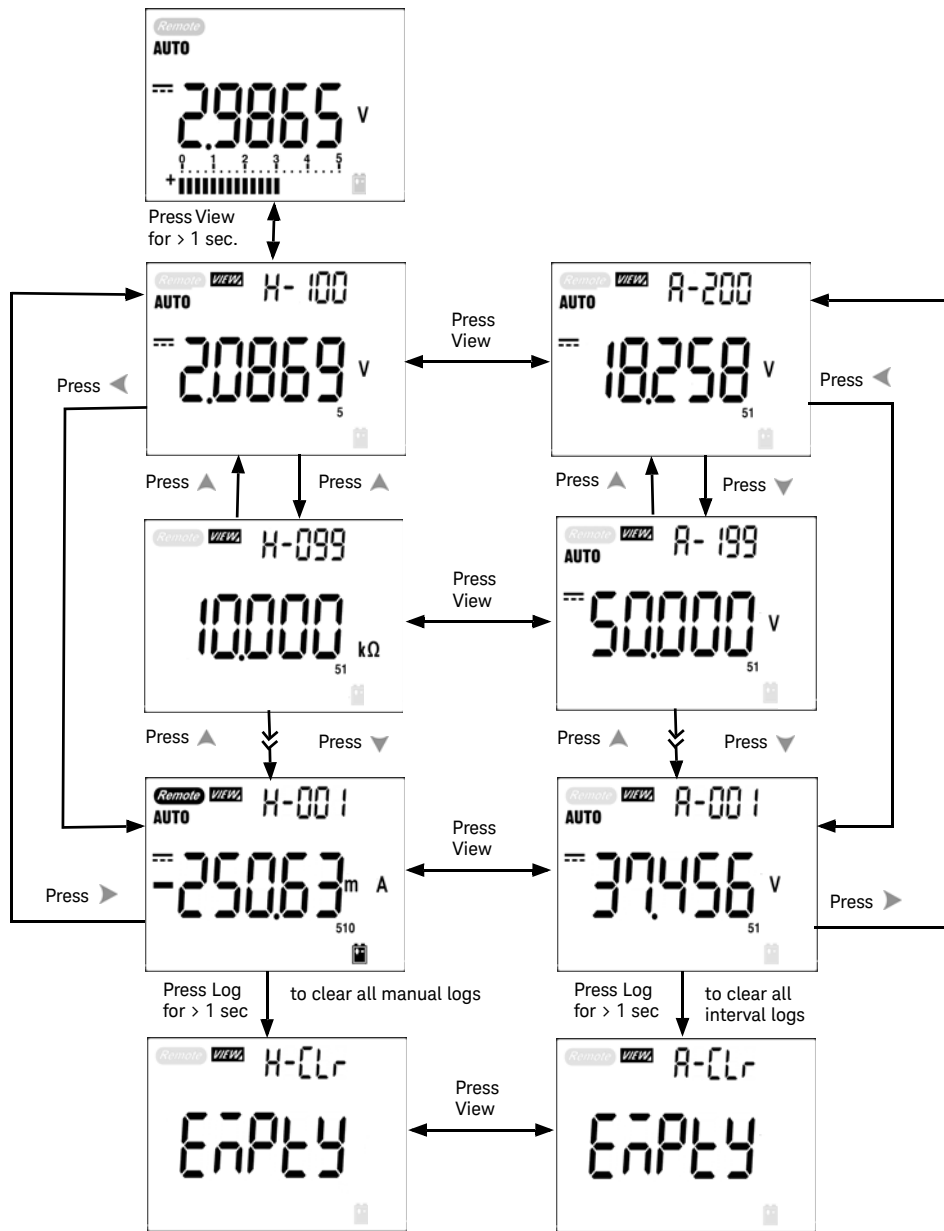 Remote
AUTO
2.9865 V
0 1 2 3 4 5
+
Press View
for > 1 sec.
Remote VIEW H-100
AUTO
2.0869 V
5
Press
View
Remote VIEW A-200
AUTO
18.258 V
51
Press
Press
Press
Press
Press
Press
Remote VIEW H-099
10.000 kΩ
51
Press
View
Remote VIEW A-199
AUTO
50.000 V
51
Press
Press
Press
Press
Remote VIEW H-001
AUTO
-250.63 m A
510
Press
View
Remote VIEW A-001
AUTO
37.456 V
51
Press
Press
Press Log
for > 1 sec
to clear all manual logs
Press Log
for > 1 sec
to clear all
interval logs
Remote VIEW H-CLr
EmPty
Press
View
Remote VIEW A-CLr
EmPty